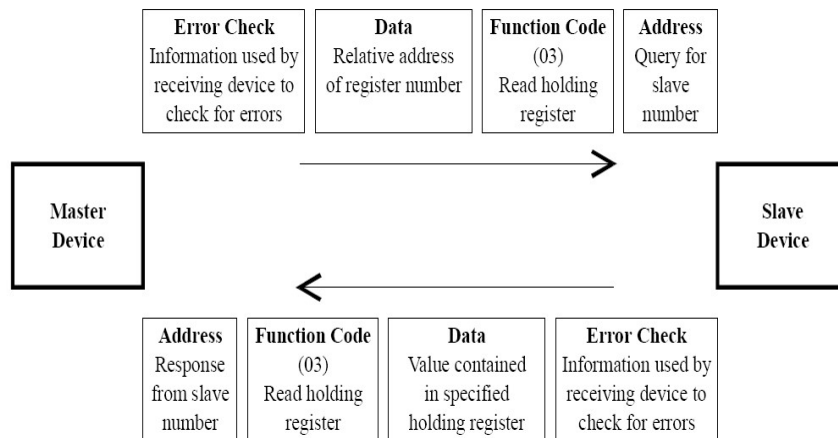 Error Check
Information used by
receiving device to
check for errors
Data
Relative address
of register number
Function Code
(03)
Read holding
register
Address
Query for
slave
number
Master
Device
Slave
Device
Address
Response
from slave
number
Function Code
(03)
Read holding
register
Data
Value contained
in specified
holding register
Error Check
Information used by
receiving device to
check for errors